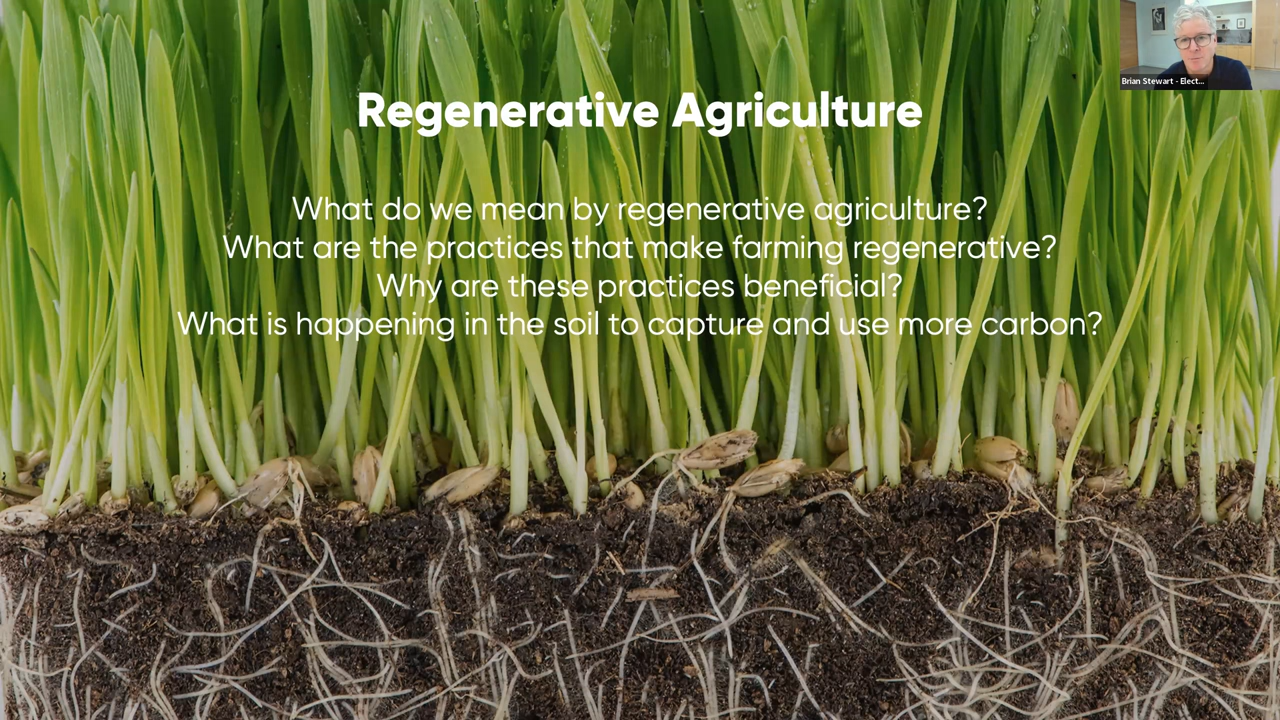 Regenerative Agriculture
What do we mean by regenerative agriculture?
What are the practices that make farming regenerative?
Why are these practices beneficial?
What is happening in the soil to capture and use more carbon?
Brian Stewart - Elect...